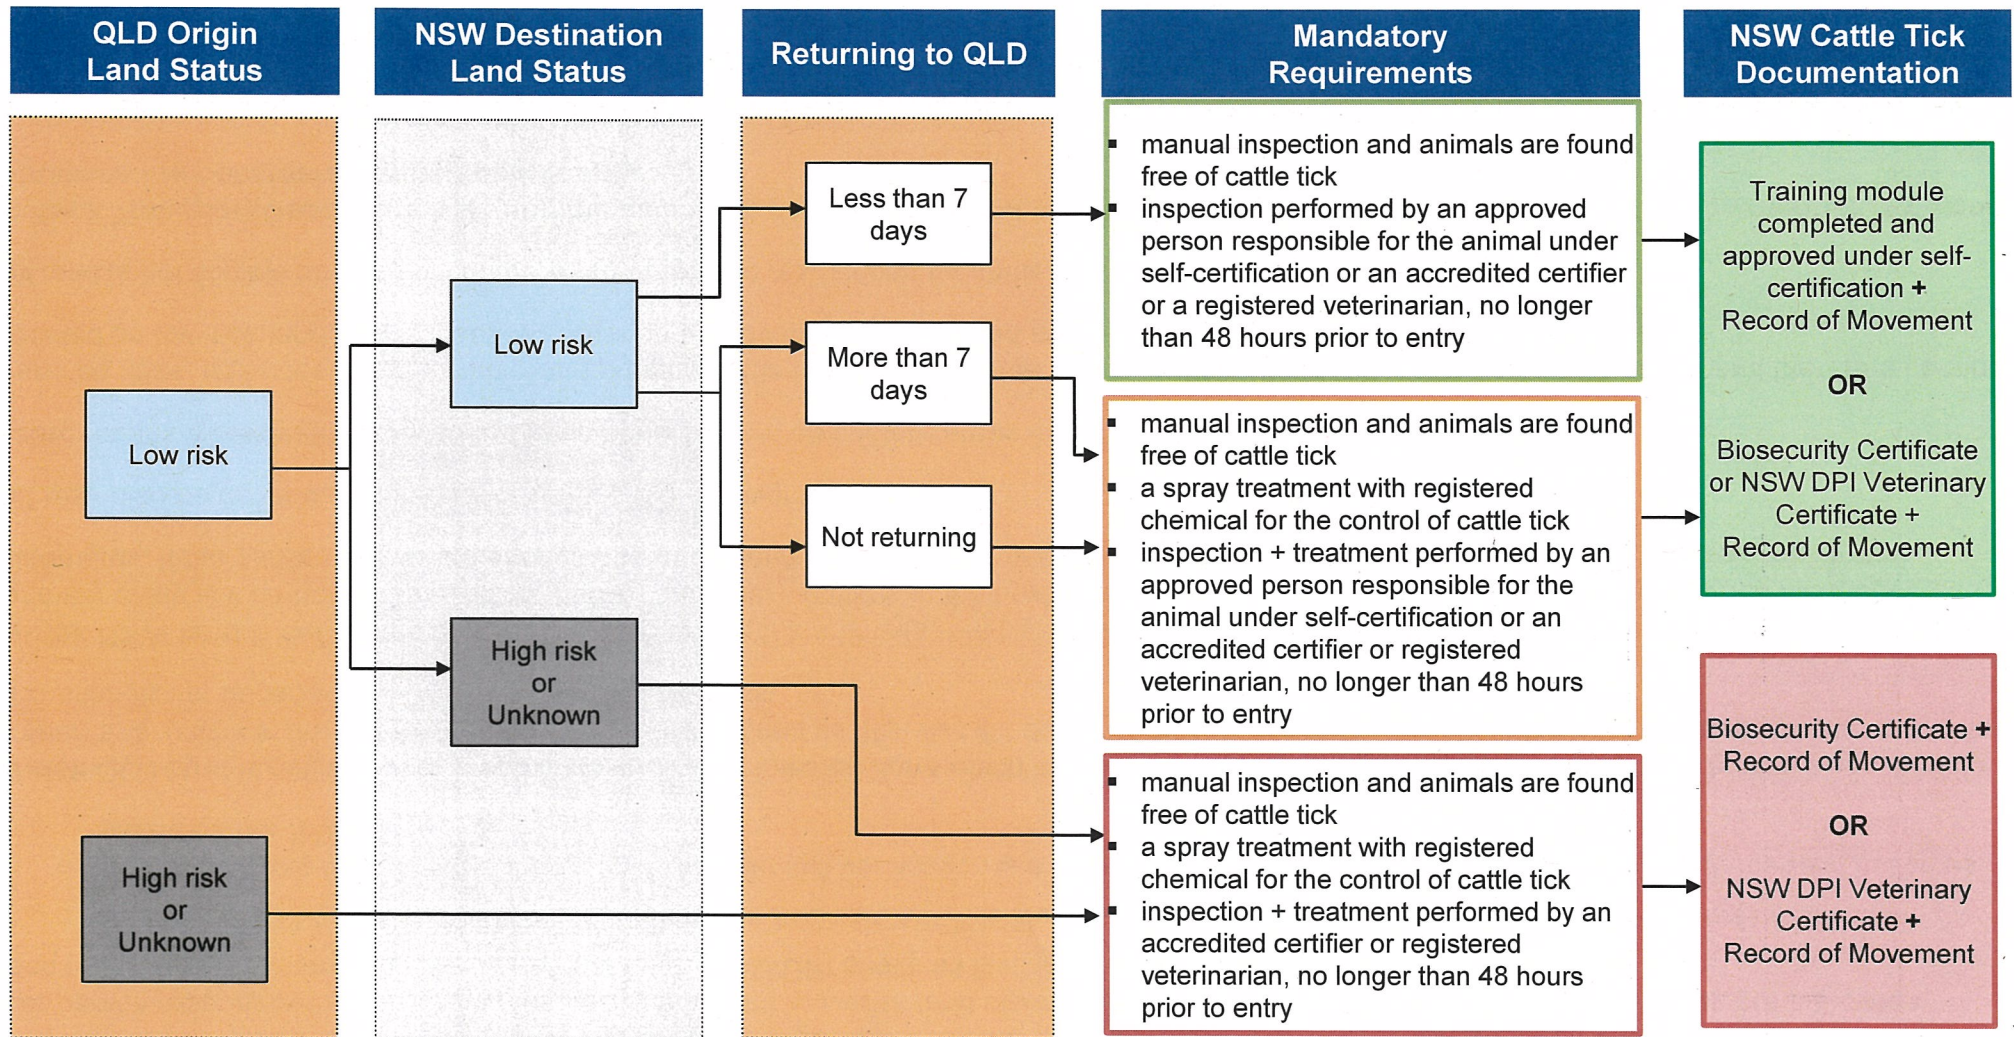 QLD Origin
Land Status
NSW Destination
Land Status
Returning to QLD
Mandatory
Requirements
NSW Cattle Tick
Documentation
Low risk
High risk
or
Unknown
Low risk
High risk
or
Unknown
Less than 7
days
More than 7
days
Not returning
▪ manual inspection and animals are found
free of cattle tick
▪ inspection performed by an approved
person responsible for the animal under
self-certification or an accredited certifier
or a registered veterinarian, no longer
than 48 hours prior to entry
▪ manual inspection and animals are found
free of cattle tick
▪ a spray treatment with registered
chemical for the control of cattle tick
▪ inspection + treatment performed by an
approved person responsible for the
animal under self-certification or an
accredited certifier or registered
veterinarian, no longer than 48 hours
prior to entry
▪ manual inspection and animals are found
free of cattle tick
▪ a spray treatment with registered
chemical for the control of cattle tick
▪ inspection + treatment performed by an
accredited certifier or registered
veterinarian, no longer than 48 hours
prior to entry
Training module
completed and
approved under self-
certification +
Record of Movement
OR
Biosecurity Certificate
or NSW DPI Veterinary
Certificate +
Record of Movement
Biosecurity Certificate +
Record of Movement
OR
NSW DPI Veterinary
Certificate +
Record of Movement